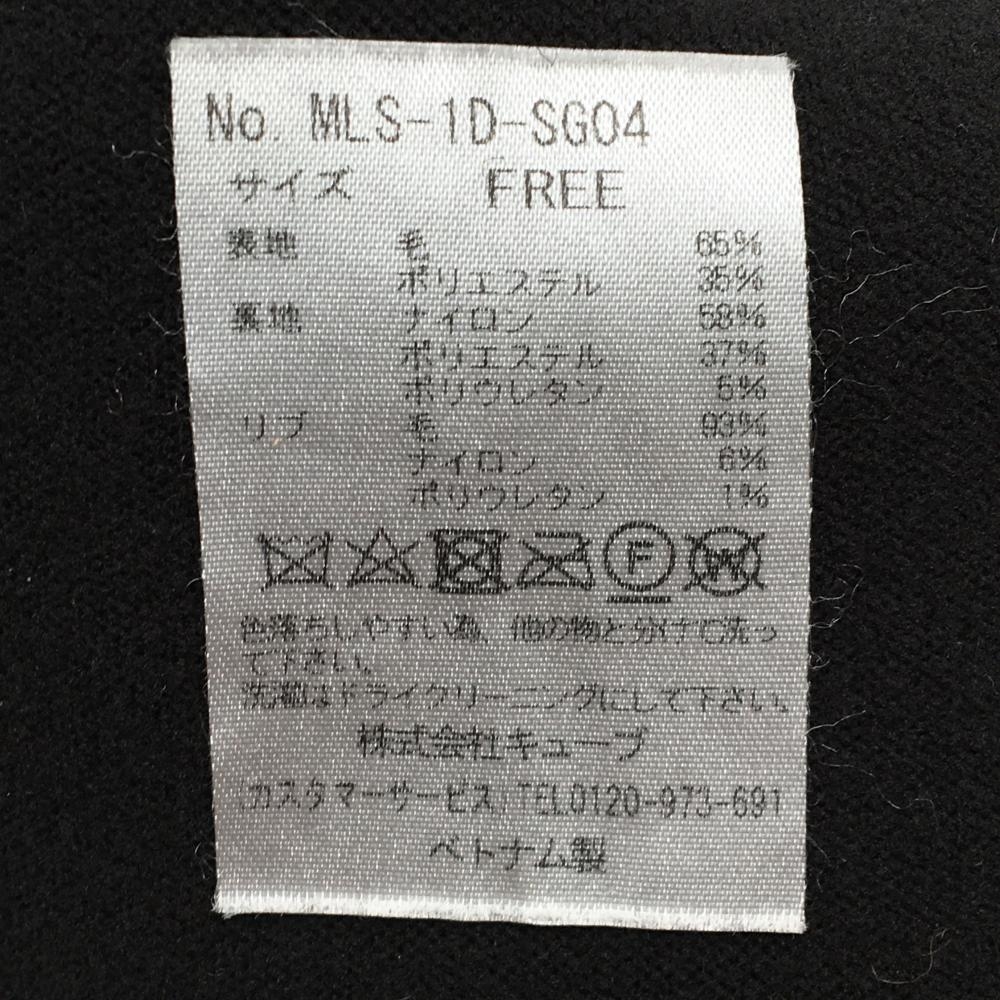 No. MLS-1D-SG04
サイズ FREE
表地 毛 65%
ポリエステル 35%
裏地 ナイロン 58%
ポリエステル 37%
ポリウレタン 5%
リブ 毛 93%
ナイロン 6%
ポリウレタン 1%
F W
色落ちしやすい為、他の物と分けて洗っ
て下さい。
洗濯はドライクリーニングにして下さい。
株式会社キューブ
(カスタマーサービス)TEL0120-973-691
ベトナム製